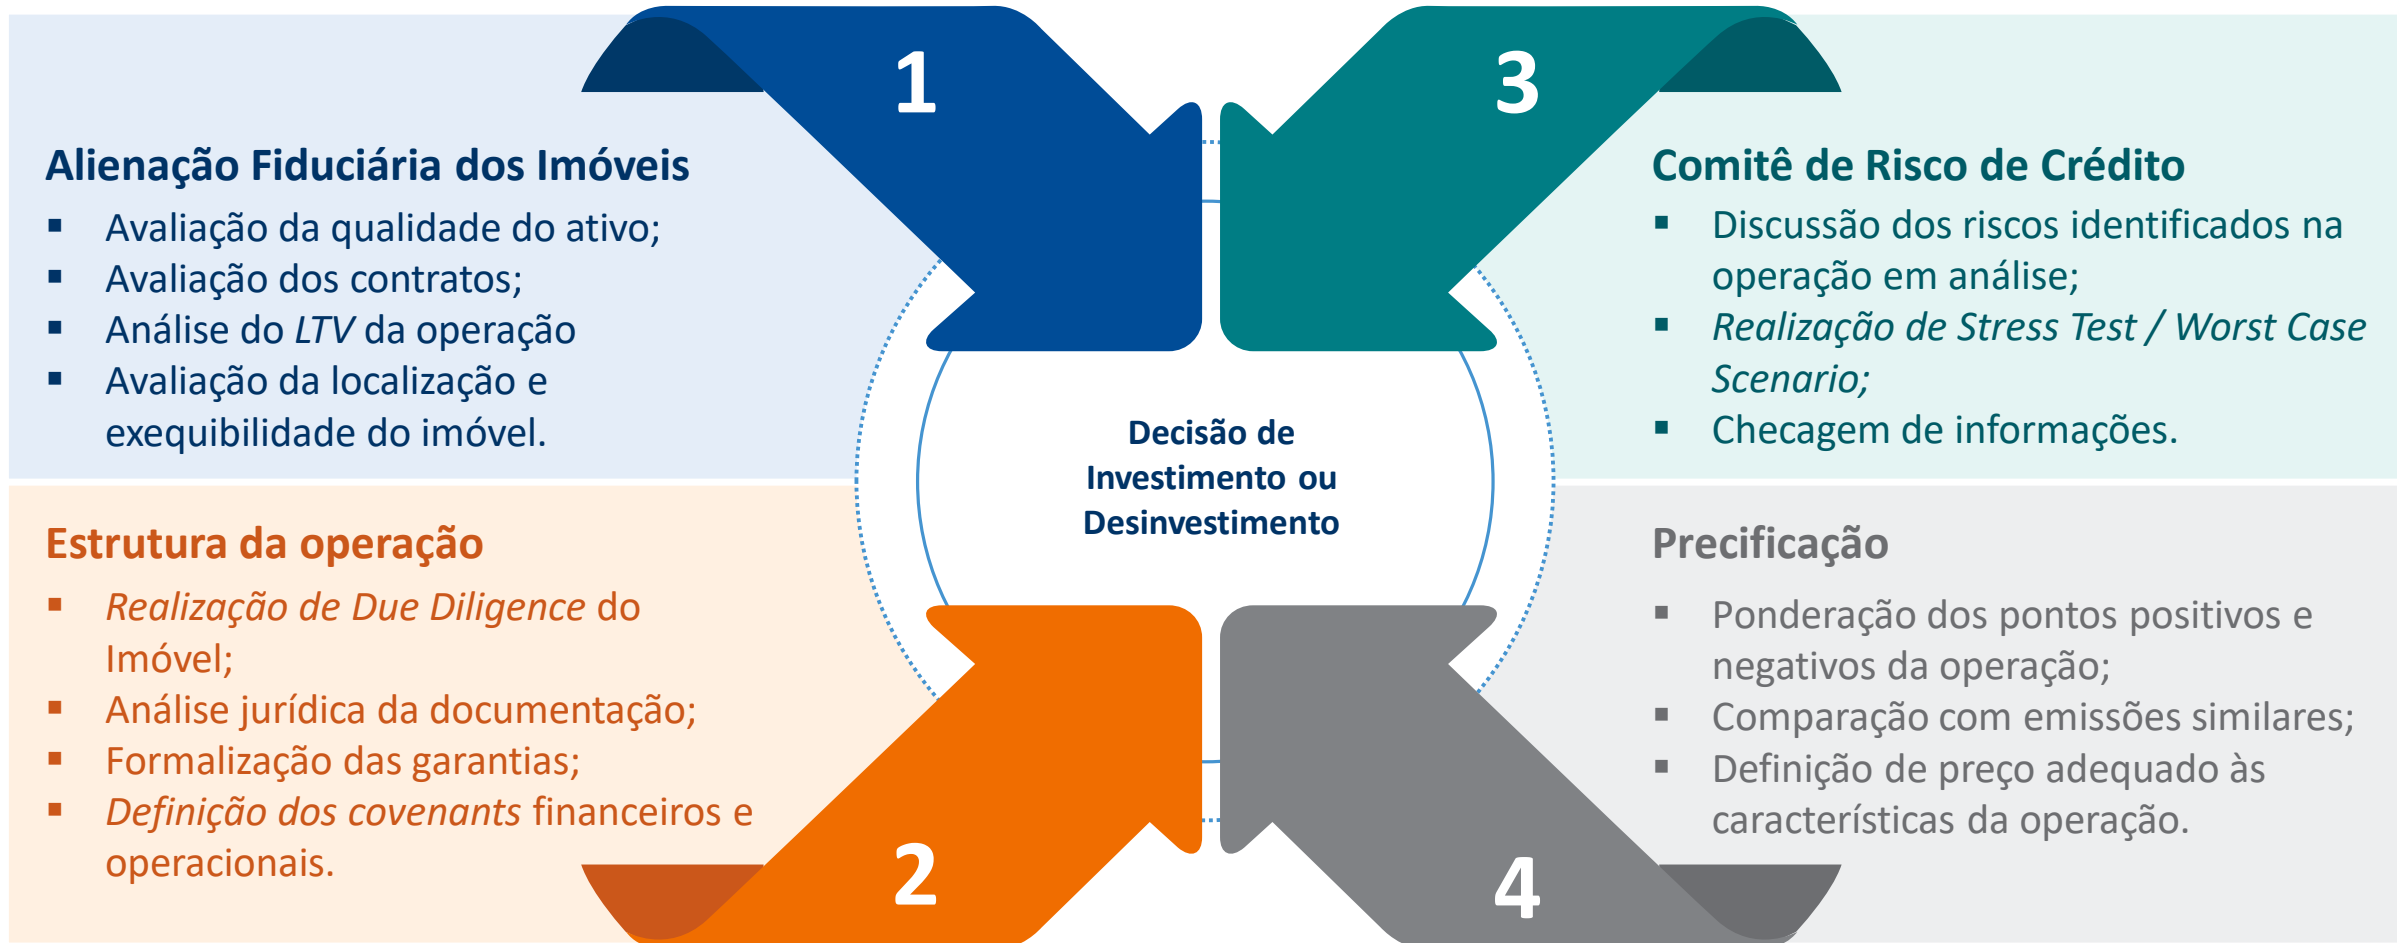 1
Alienação Fiduciária dos Imóveis
▪ Avaliação da qualidade do ativo;
▪ Avaliação dos contratos;
▪ Análise do LTV da operação
▪ Avaliação da localização e
exequibilidade do imóvel.
2
Estrutura da operação
▪ Realização de Due Diligence do
Imóvel;
▪ Análise jurídica da documentação;
▪ Formalização das garantias;
▪ Definição dos covenants financeiros e
operacionais.
Decisão de
Investimento ou
Desinvestimento
3
Comitê de Risco de Crédito
▪ Discussão dos riscos identificados na
operação em análise;
▪ Realização de Stress Test / Worst Case
Scenario;
▪ Checagem de informações.
4
Precificação
▪ Ponderação dos pontos positivos e
negativos da operação;
▪ Comparação com emissões similares;
▪ Definição de preço adequado às
características da operação.